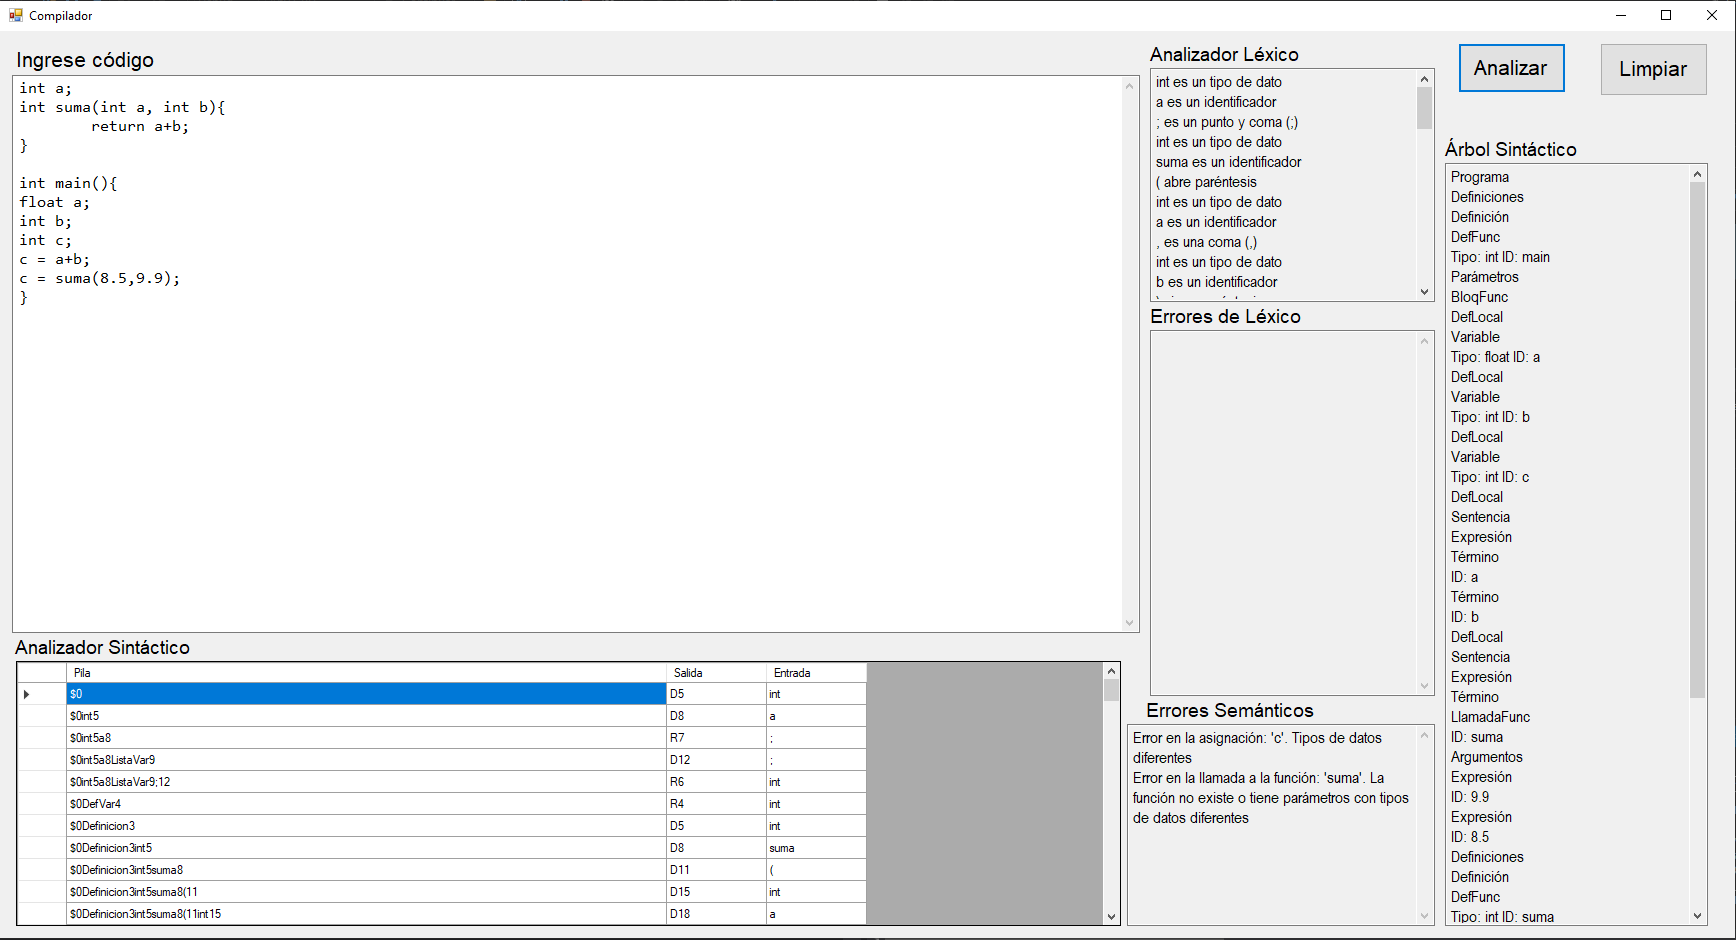 Compilador
Ingrese código
int a;
int suma(int a, int b){
return a+b;
}
int main(){
float a;
int b;
int c;
c = a+b;
c = suma(8.5,9.9);
}
Analizador Sintáctico
Pila Salida Entrada
$0 D5 int
$0int5 D8 a
$0int5a8 R7 ;
$0int5a8ListaVar9 D12 ;
$0int5a8ListaVar9;12 R6 int
$0DefVar4 R4 int
$0Definicion3 D5 int
$0Definicion3int5 D8 suma
$0Definicion3int5suma8 D11 (
$0Definicion3int5suma8(11 D15 int
$0Definicion3int5suma8(11int15 D18 a
Analizador Léxico
int es un tipo de dato
a es un identificador
; es un punto y coma (;)
int es un tipo de dato
suma es un identificador
( abre paréntesis
int es un tipo de dato
a es un identificador
, es una coma (,)
int es un tipo de dato
b es un identificador
Errores de Léxico
Errores Semánticos
Error en la asignación: 'c'. Tipos de datos
diferentes
Error en la llamada a la función: 'suma'. La
función no existe o tiene parámetros con tipos
de datos diferentes
Analizar
Limpiar
Árbol Sintáctico
Programa
Definiciones
Definición
DefFunc
Tipo: int ID: main
Parámetros
BloqFunc
DefLocal
Variable
Tipo: float ID: a
DefLocal
Variable
Tipo: int ID: b
DefLocal
Variable
Tipo: int ID: c
DefLocal
Sentencia
Expresión
Término
ID: a
Término
ID: b
DefLocal
Sentencia
Expresión
Término
LlamadaFunc
ID: suma
Argumentos
Expresión
ID: 9.9
Expresión
ID: 8.5
Definiciones
Definición
DefFunc
Tipo: int ID: suma